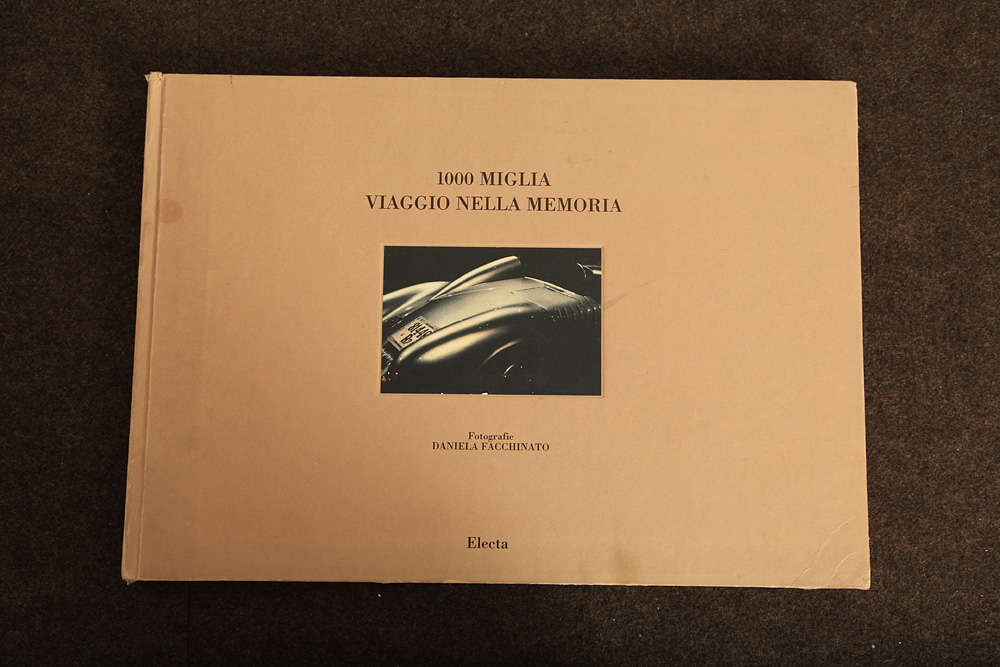 1000 MIGLIA
VIAGGIO NELLA MEMORIA
Fotografie
DANIELA FACCHINATO
Electa